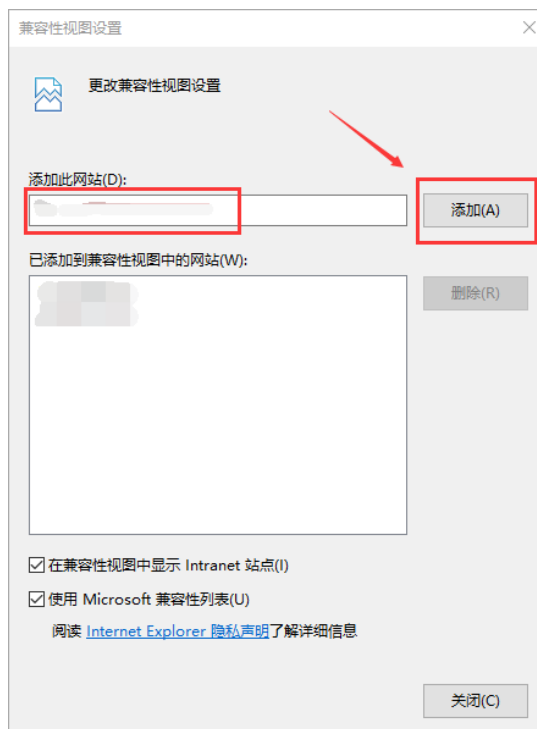 兼容性视图设置
更改兼容性视图设置
添加此网站(D):
添加(A)
已添加到兼容性视图中的网站(W):
删除(R)
在兼容性视图中显示 Intranet 站点(I)
使用 Microsoft 兼容性列表(U)
阅读 Internet Explorer 隐私声明了解详细信息
关闭(C)